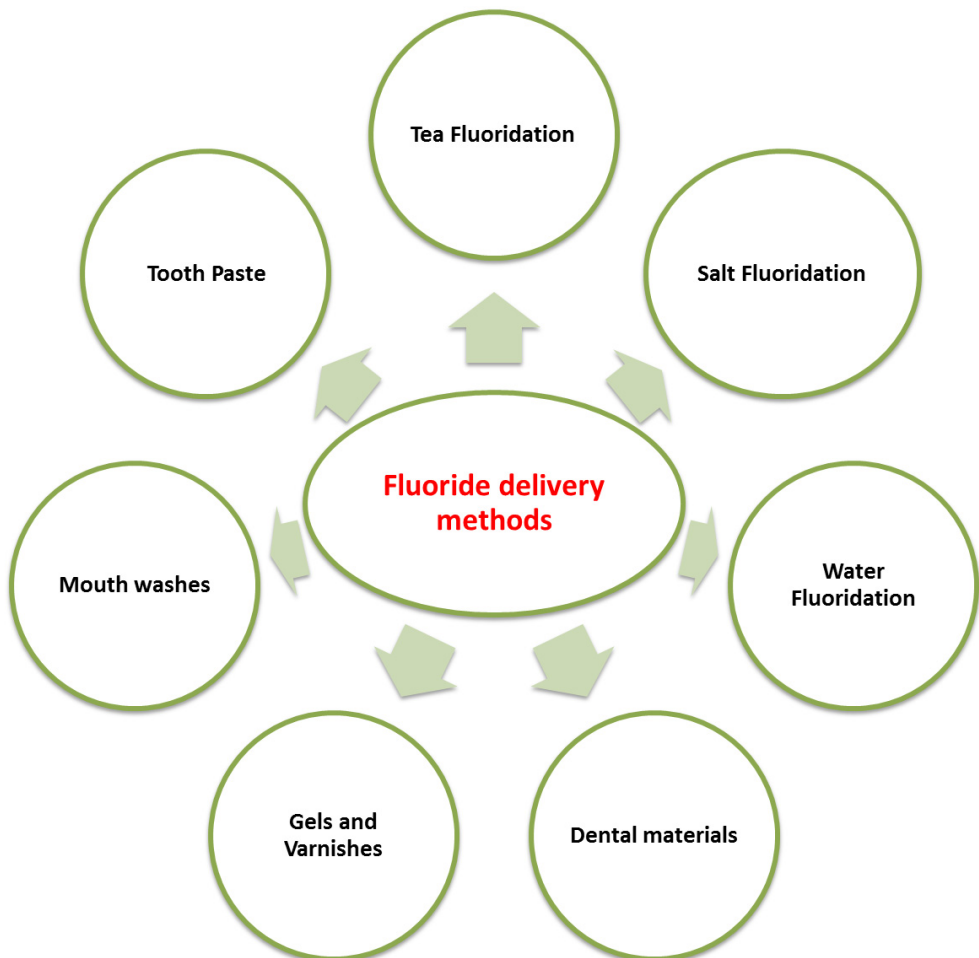 Tea Fluoridation
Tooth Paste
Salt Fluoridation
Fluoride delivery
methods
Mouth washes
Water
Fluoridation
Gels and
Varnishes
Dental materials